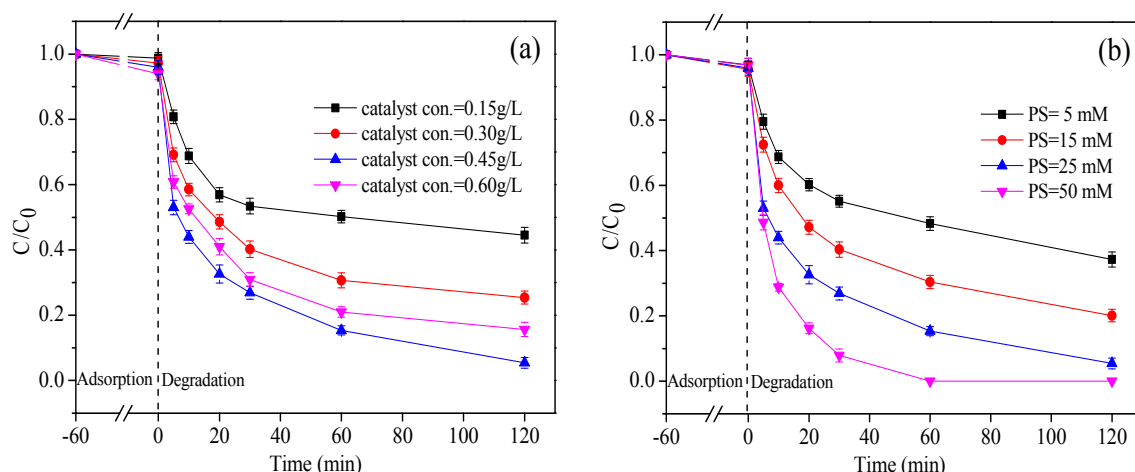 (a)
catalyst con.=0.15g/L
catalyst con.=0.30g/L
catalyst con.=0.45g/L
catalyst con.=0.60g/L
C/C0
1.0
0.8
0.6
0.4
0.2
0.0
Adsorption
Degradation
-60
0
20
40
60
80
100
120
Time (min)
(b)
PS= 5 mM
PS= 15 mM
PS= 25 mM
PS= 50 mM
C/C0
1.0
0.8
0.6
0.4
0.2
0.0
Adsorption
Degradation
-60
0
20
40
60
80
100
120
Time (min)